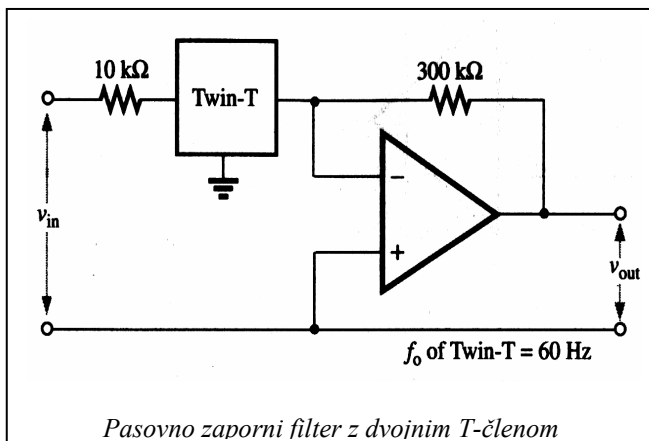 10 kΩ
Twin-T
300 kΩ
−
+
v_in
v_out
f_o of Twin-T = 60 Hz
Pasovno zaporni filter z dvojnim T-členom